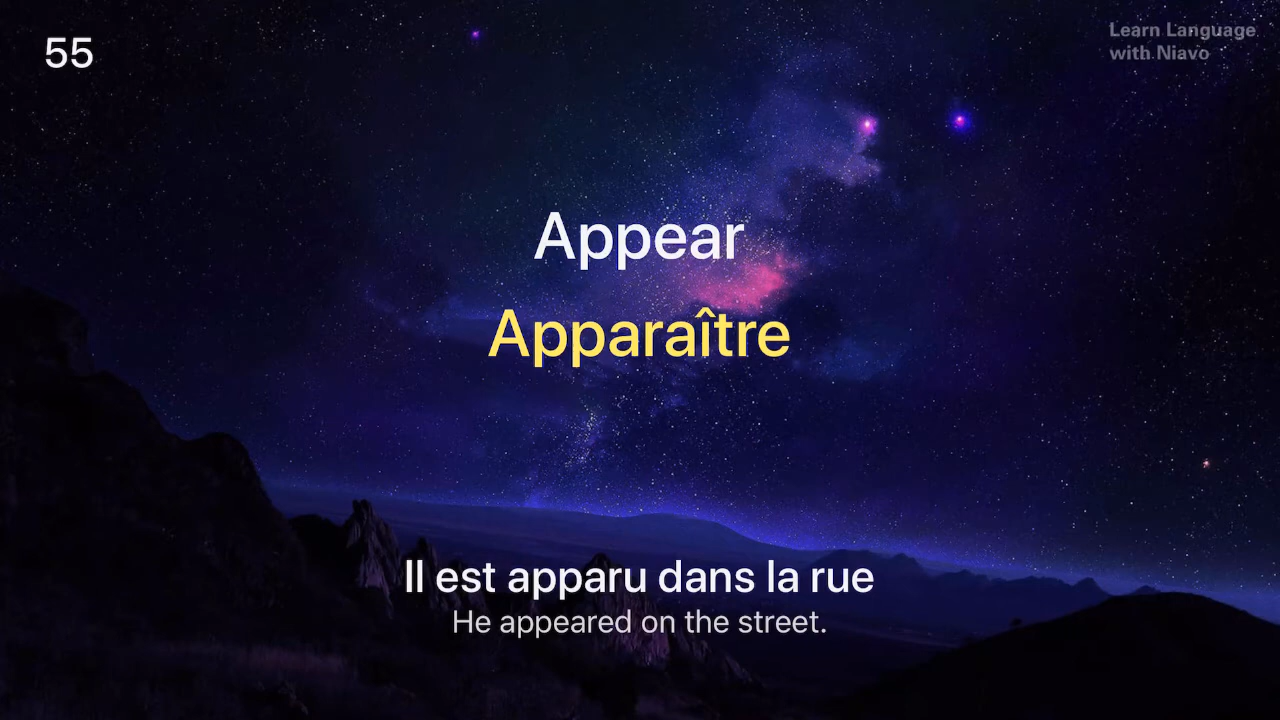 55
Learn Language
with Niavo
Appear
Apparaître
Il est apparu dans la rue
He appeared on the street.